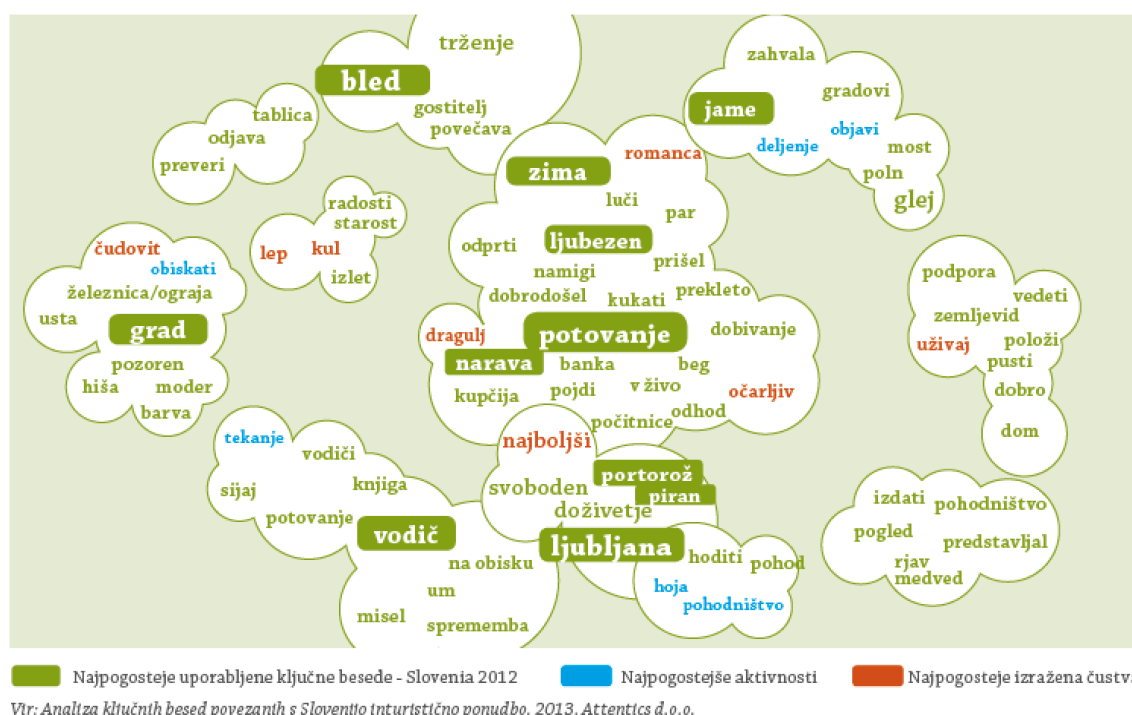 trženje
bled
gostitelj
povečava
tablica
odjava
preveri
zahvala
gradovi
jame
objavi
deljenje
most
poln
glej
romanca
zima
luči
par
ljubezen
odprti
prišel
namigi
dobrodošel
kukati
prekleto
dragulj
potovanje
dobivanje
narava
banka
beg
kupčija
pojdi
v živo
očarljiv
počitnice
odhod
radosti
starost
lep
kul
izlet
čudovit
obiskati
železnica/ograja
usta
grad
pozoren
hiša
moder
barva
podpora
vedeti
zemljevid
uživaj
položi
pusti
dobro
dom
tekanje
vodiči
sijaj
knjiga
potovanje
vodič
na obisku
um
misel
sprememba
najboljši
svoboden
portorož
piran
doživetje
ljubljana
hoditi
pohod
hoja
pohodništvo
izdati
pohodništvo
pogled
predstavljal
rjav
medved
Najpogosteje uporabljene ključne besede - Slovenia 2012
Najpogostejše aktivnosti
Najpogosteje izražena čustv
Vir: Analiza ključnih besed povezanih s Slovenijo inturistično ponudbo, 2013, Attentics d.o.o.